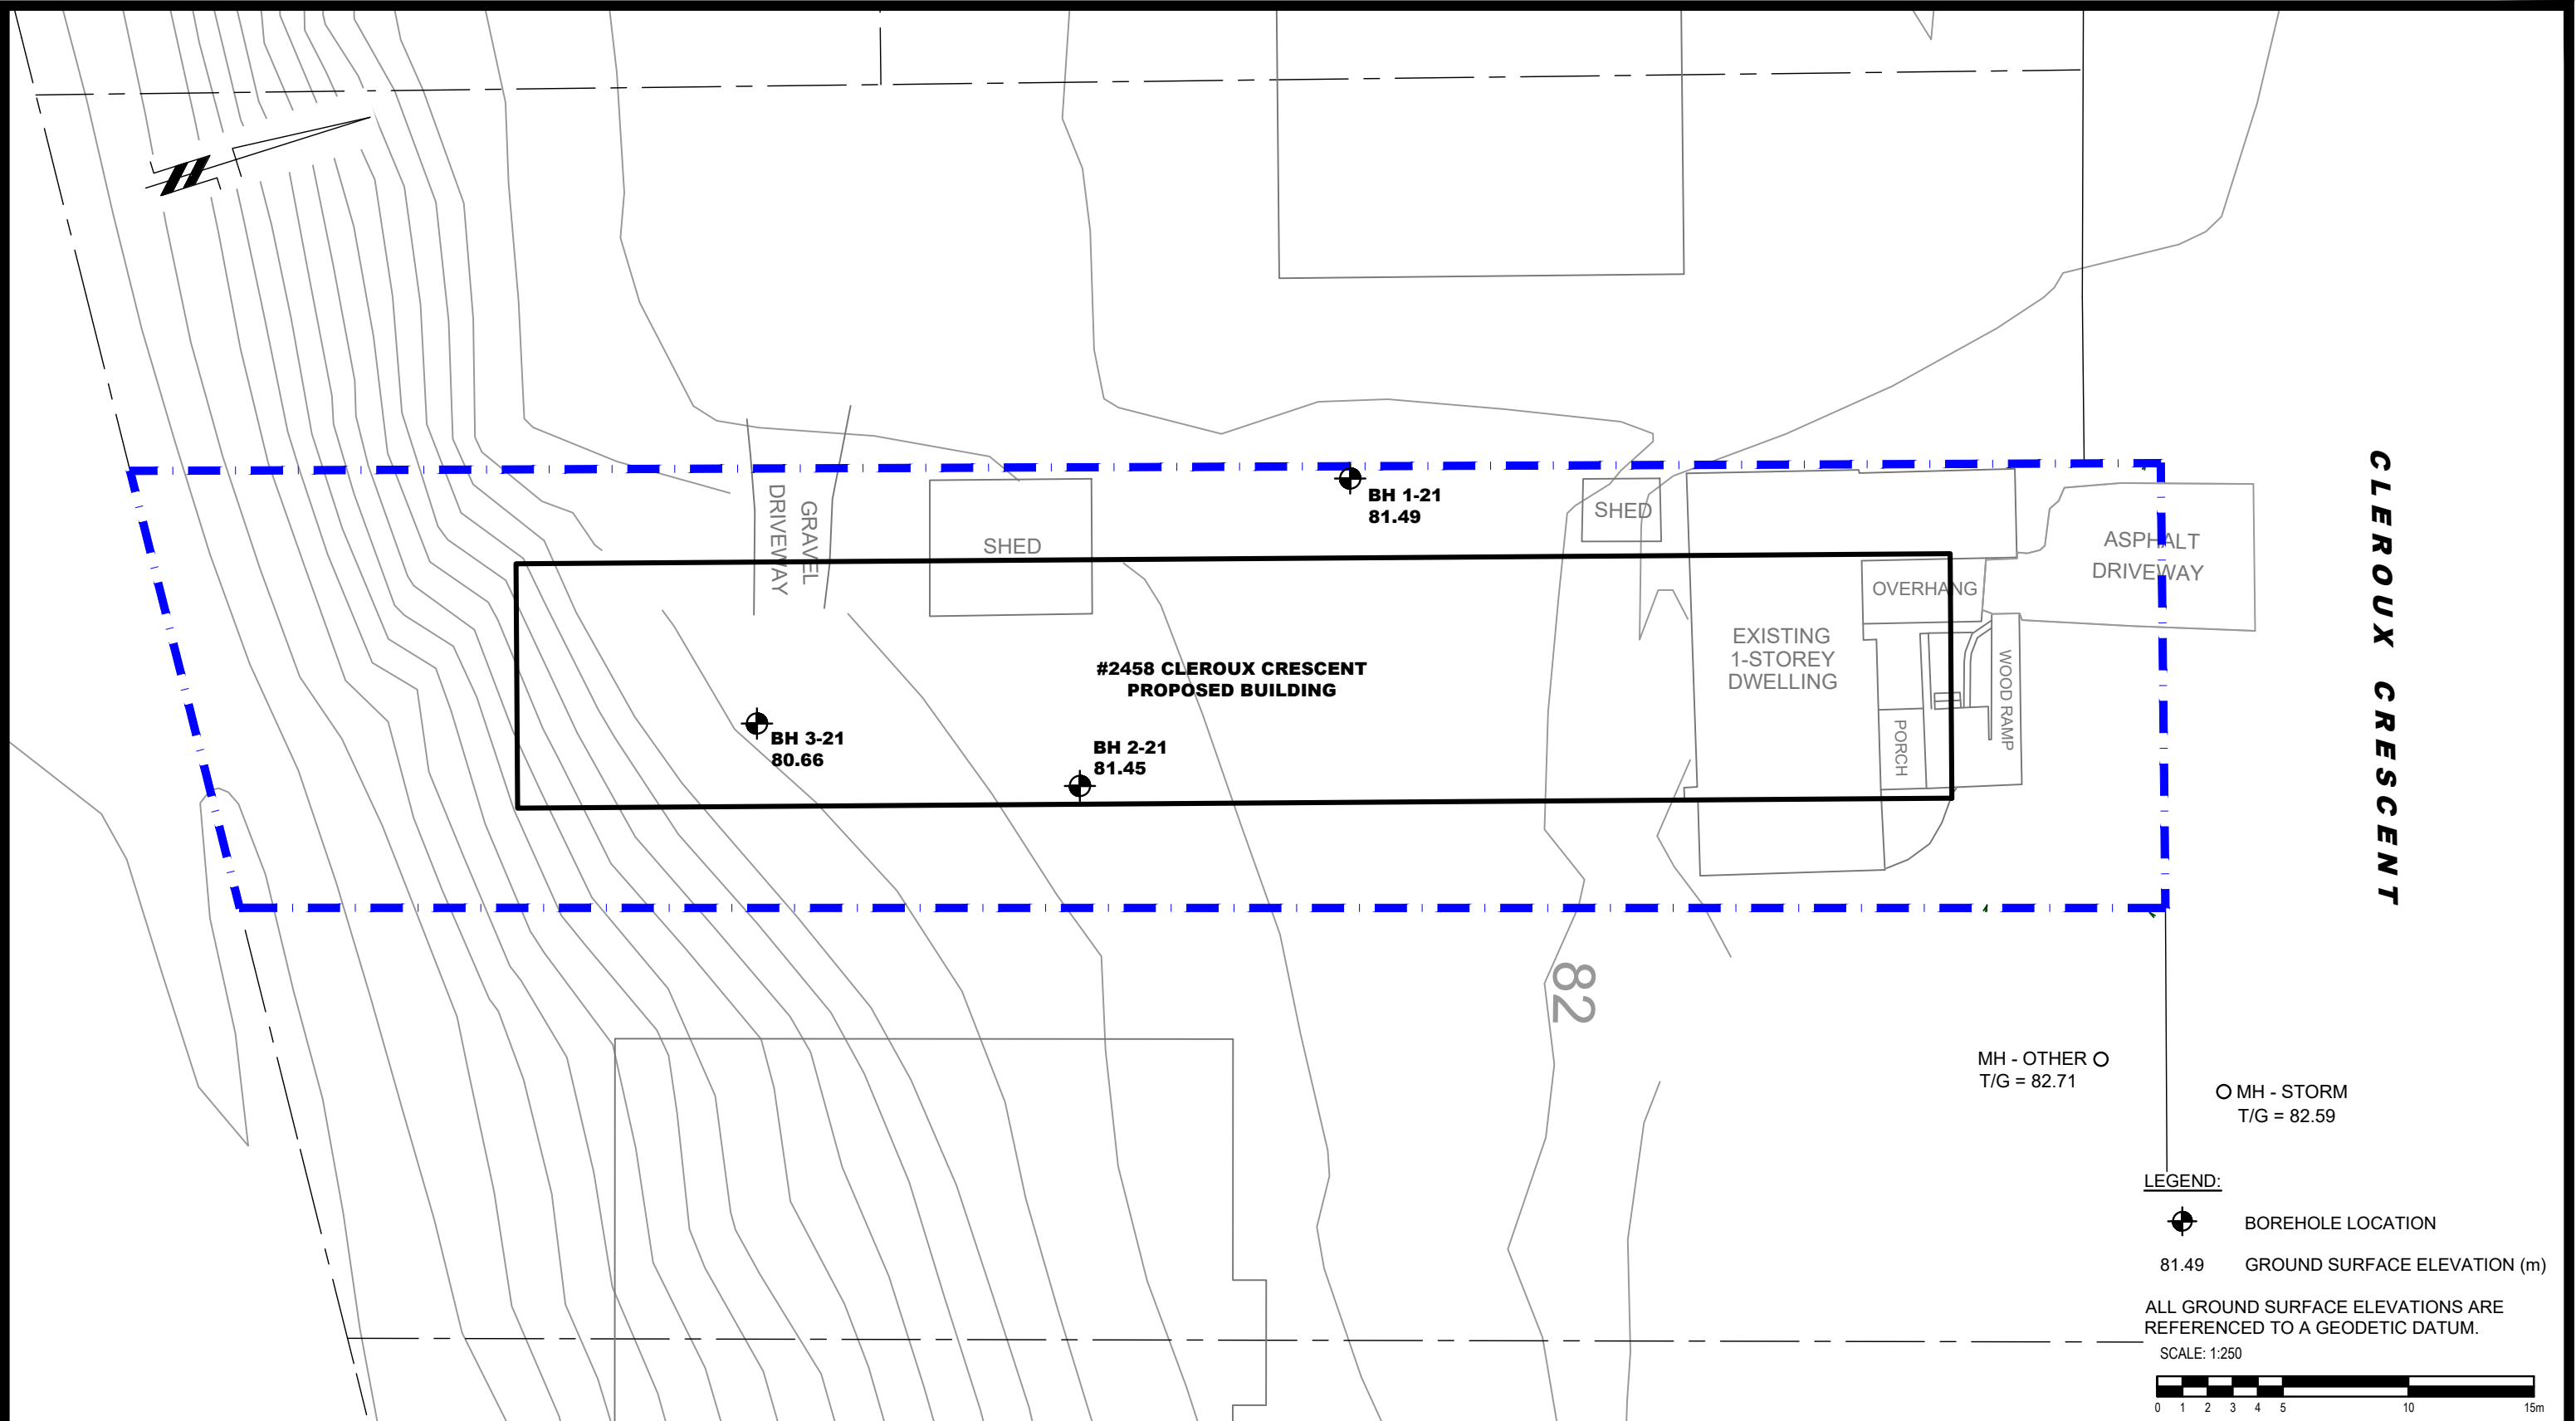 BH 1-21
81.49
SHED
SHED
GRAVEL
DRIVEWAY
ASPHALT
DRIVEWAY
OVERHANG
EXISTING
1-STOREY
DWELLING
WOOD RAMP
PORCH
#2458 CLEROUX CRESCENT
PROPOSED BUILDING
BH 3-21
80.66
BH 2-21
81.45
CLEROUX CRESCENT
82
MH - OTHER
T/G = 82.71
MH - STORM
T/G = 82.59
LEGEND:
BOREHOLE LOCATION
81.49 GROUND SURFACE ELEVATION (m)
ALL GROUND SURFACE ELEVATIONS ARE
REFERENCED TO A GEODETIC DATUM.
SCALE: 1:250
0 1 2 3 4 5 10 15m